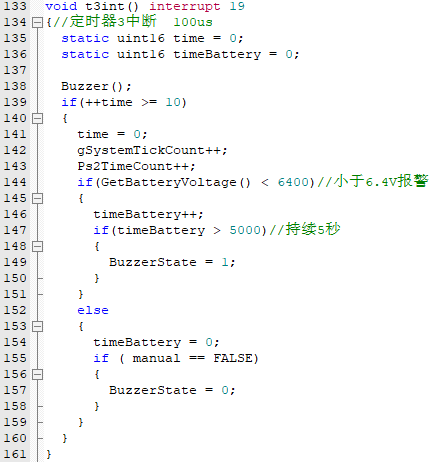 133 void t3int() interrupt 19
134 {//定时器3中断  100us
135   static uint16 time = 0;
136   static uint16 timeBattery = 0;
137
138   Buzzer();
139   if(++time >= 10)
140   {
141     time = 0;
142     gSystemTickCount++;
143     Ps2TimeCount++;
144     if(GetBatteryVoltage() < 6400)//小于6.4V报警
145     {
146       timeBattery++;
147       if(timeBattery > 5000)//持续5秒
148       {
149         BuzzerState = 1;
150       }
151     }
152     else
153     {
154       timeBattery = 0;
155       if ( manual == FALSE)
156       {
157         BuzzerState = 0;
158       }
159     }
160   }
161 }